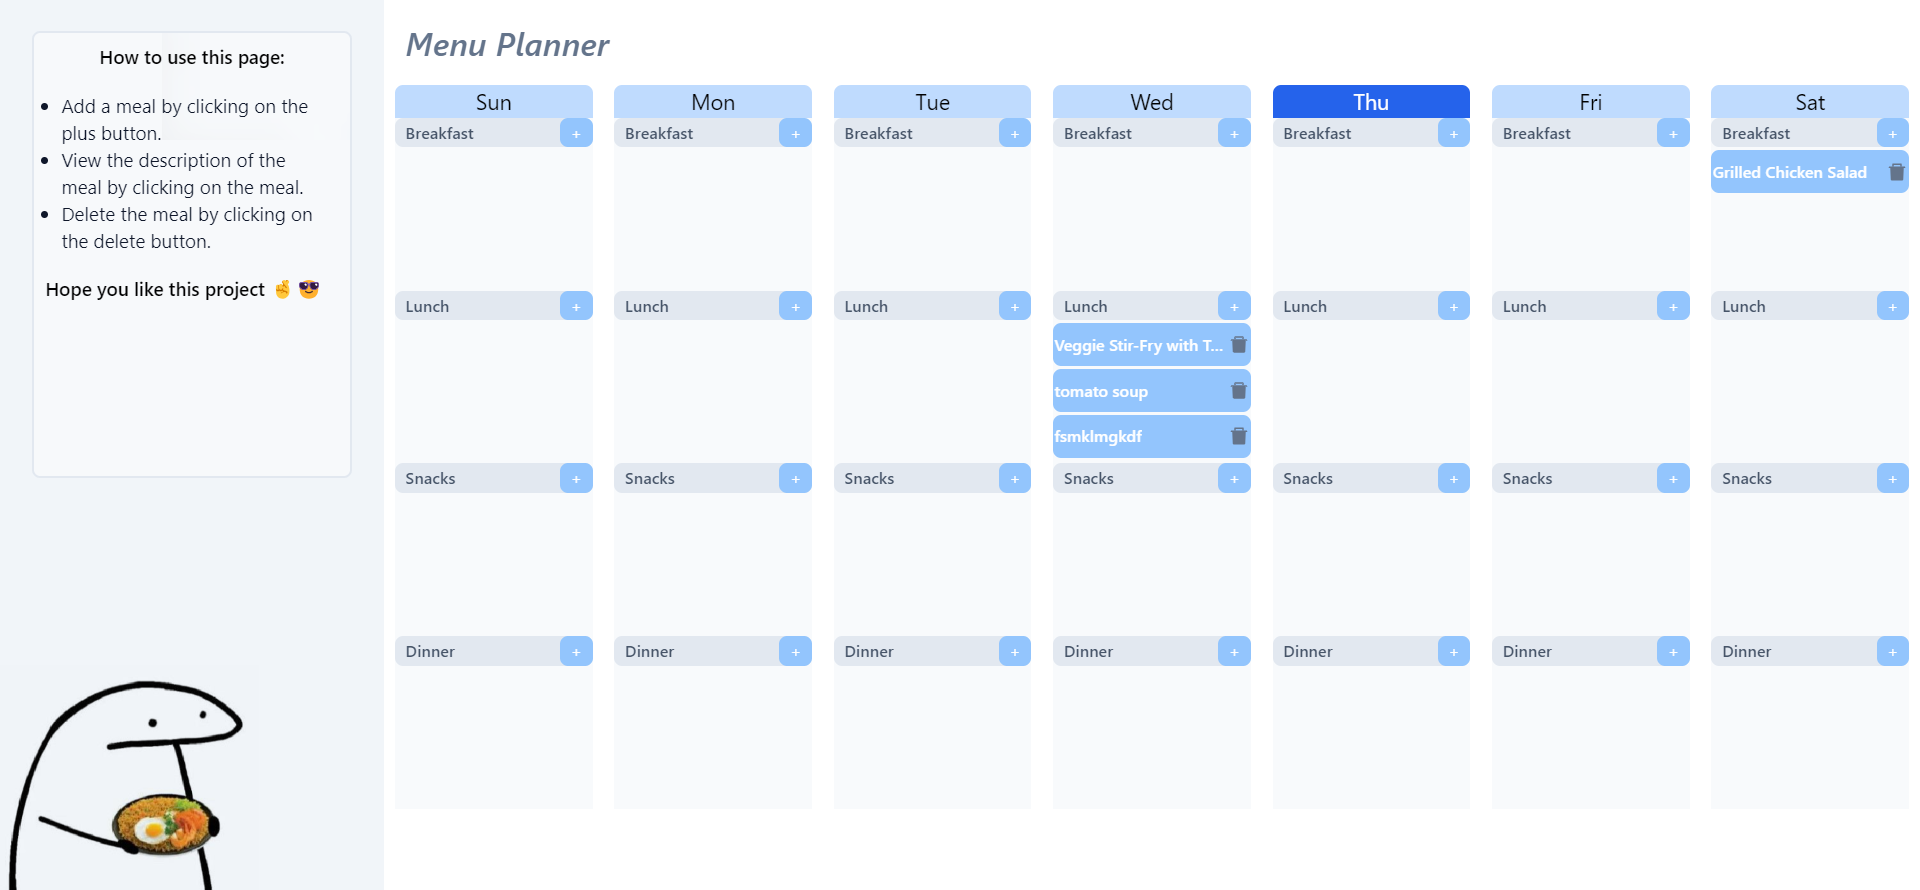 How to use this page:
Add a meal by clicking on the
plus button.
View the description of the
meal by clicking on the meal.
Delete the meal by clicking on
the delete button.
Hope you like this project 🤞 😎
Menu Planner
Sun Mon Tue Wed Thu Fri Sat
Breakfast + Breakfast + Breakfast + Breakfast + Breakfast + Breakfast + Breakfast +
Grilled Chicken Salad
Lunch + Lunch + Lunch + Lunch + Lunch + Lunch + Lunch +
Veggie Stir-Fry with T...
tomato soup
fsmklmgkdf
Snacks + Snacks + Snacks + Snacks + Snacks + Snacks + Snacks +
Dinner + Dinner + Dinner + Dinner + Dinner + Dinner + Dinner +